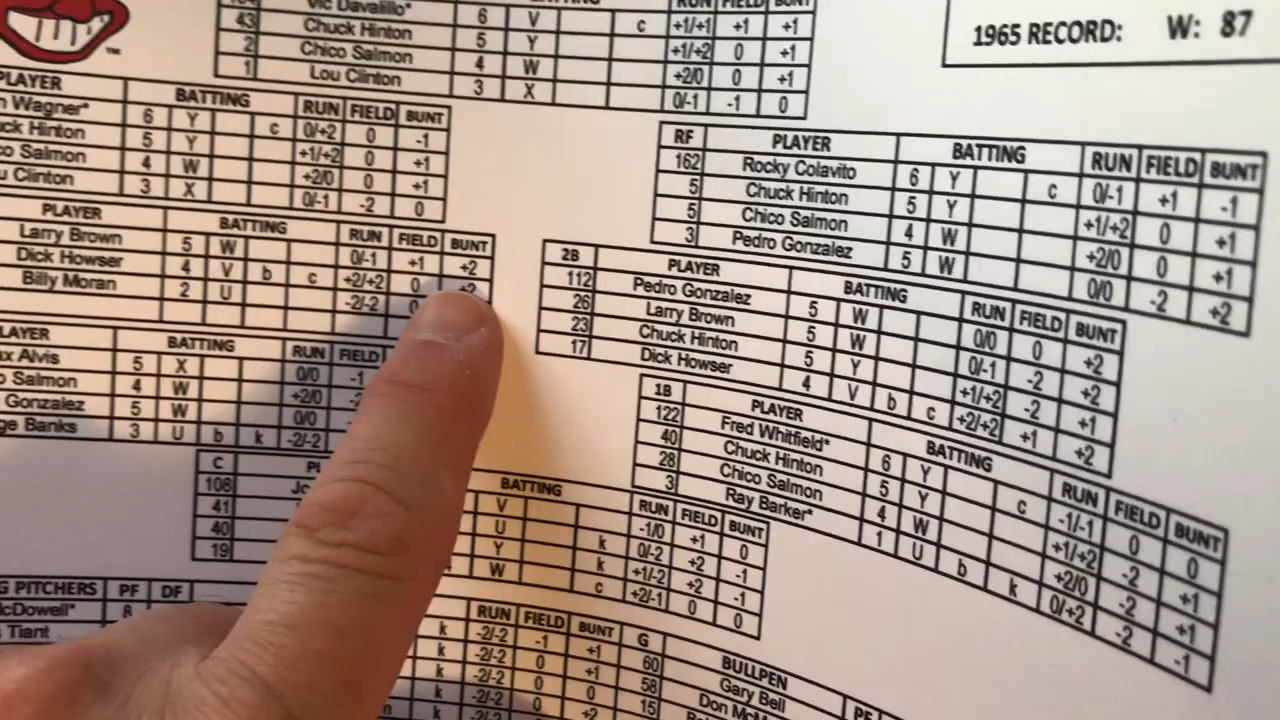 RUN FIELD BUNT
Vic Davalillo* 6 V c +1/+1 +1 +1
43 Chuck Hinton 5 Y +1/+2 0 +1
2 Chico Salmon 4 W +2/0 0 +1
1 Lou Clinton 3 X 0/-1 -1 0
1965 RECORD: W: 87
PLAYER BATTING RUN FIELD BUNT
Wagner* 6 Y c 0/+2 0 -1
Hinton 5 Y +1/+2 0 +1
Salmon 4 W +2/0 0 +1
Clinton 3 X 0/-1 -2 0
RF PLAYER BATTING RUN FIELD BUNT
162 Rocky Colavito 6 Y c 0/-1 +1 -1
5 Chuck Hinton 5 Y +1/+2 0 +1
5 Chico Salmon 4 W +2/0 0 +1
3 Pedro Gonzalez 5 W 0/0 -2 +2
PLAYER BATTING RUN FIELD BUNT
Larry Brown 5 W 0/-1 +1 +2
Dick Howser 4 V b c +2/+2 0 +2
Billy Moran 2 U -2/-2
2B PLAYER BATTING RUN FIELD BUNT
112 Pedro Gonzalez 5 W 0/0 0 +2
26 Larry Brown 5 W 0/-1 -2 +2
23 Chuck Hinton 5 Y +1/+2 -2 +1
17 Dick Howser 4 V b c +2/+2 +1 +2
BATTING RUN FIELD
Alvis 5 X 0/0 -1
Salmon 4 W +2/0
Gonzalez 5 W 0/0
Banks 3 U b k -2/-2
1B PLAYER BATTING RUN FIELD BUNT
122 Fred Whitfield* 6 Y c -1/-1 0 0
40 Chuck Hinton 5 Y +1/+2 -2 +1
28 Chico Salmon 4 W +2/0 -2 +1
3 Ray Barker* 1 U b k 0/+2 -2 -1
C BATTING RUN FIELD BUNT
108 V -1/0 +1 0
41 U k 0/-2 +2 -1
40 Y k +1/-2 +2 -1
19 W c +2/-1 0 0
PITCHERS PF DF RUN FIELD BUNT G BULLPEN PF
McDowell* 8 k -2/-2 -1 +1 60 Gary Bell
Tiant k -2/-2 0 +1 58 Don
k -2/-2 0 0 15
k -2/-2 0 +2